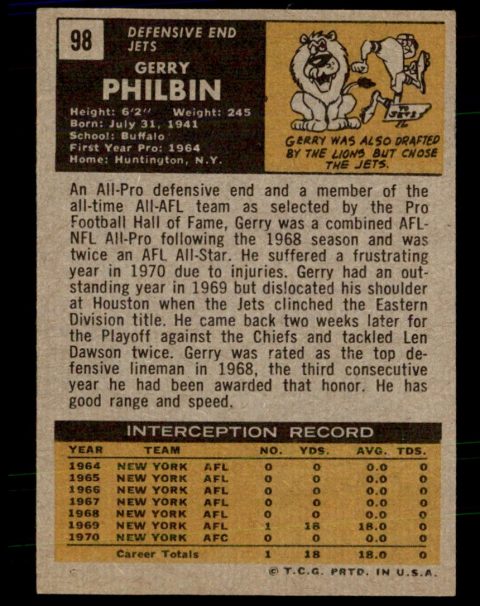 98
DEFENSIVE END
JETS
GERRY
PHILBIN
Height: 6'2" Weight: 245
Born: July 31, 1941
School: Buffalo
First Year Pro: 1964
Home: Huntington, N.Y.
TO
JETS
GERRY WAS ALSO DRAFTED
BY THE LIONS BUT CHOSE
THE JETS.
An All-Pro defensive end and a member of the
all-time All-AFL team as selected by the Pro
Football Hall of Fame, Gerry was a combined AFL-
NFL All-Pro following the 1968 season and was
twice an AFL All-Star. He suffered a frustrating
year in 1970 due to injuries. Gerry had an out-
standing year in 1969 but dislocated his shoulder
at Houston when the Jets clinched the Eastern
Division title. He came back two weeks later for
the Playoff against the Chiefs and tackled Len
Dawson twice. Gerry was rated as the top de-
fensive lineman in 1968, the third consecutive
year he had been awarded that honor. He has
good range and speed.
INTERCEPTION RECORD
YEAR TEAM NO. YDS. AVG. TDS.
1964 NEW YORK AFL 0 0 0.0 0
1965 NEW YORK AFL 0 0 0.0 0
1966 NEW YORK AFL 0 0 0.0 0
1967 NEW YORK AFL 0 0 0.0 0
1968 NEW YORK AFL 0 0 0.0 0
1969 NEW YORK AFL 1 18 18.0 0
1970 NEW YORK AFC 0 0 0.0 0
Career Totals 1 18 18.0 0
© T.C.G. PRTD. IN U.S.A.